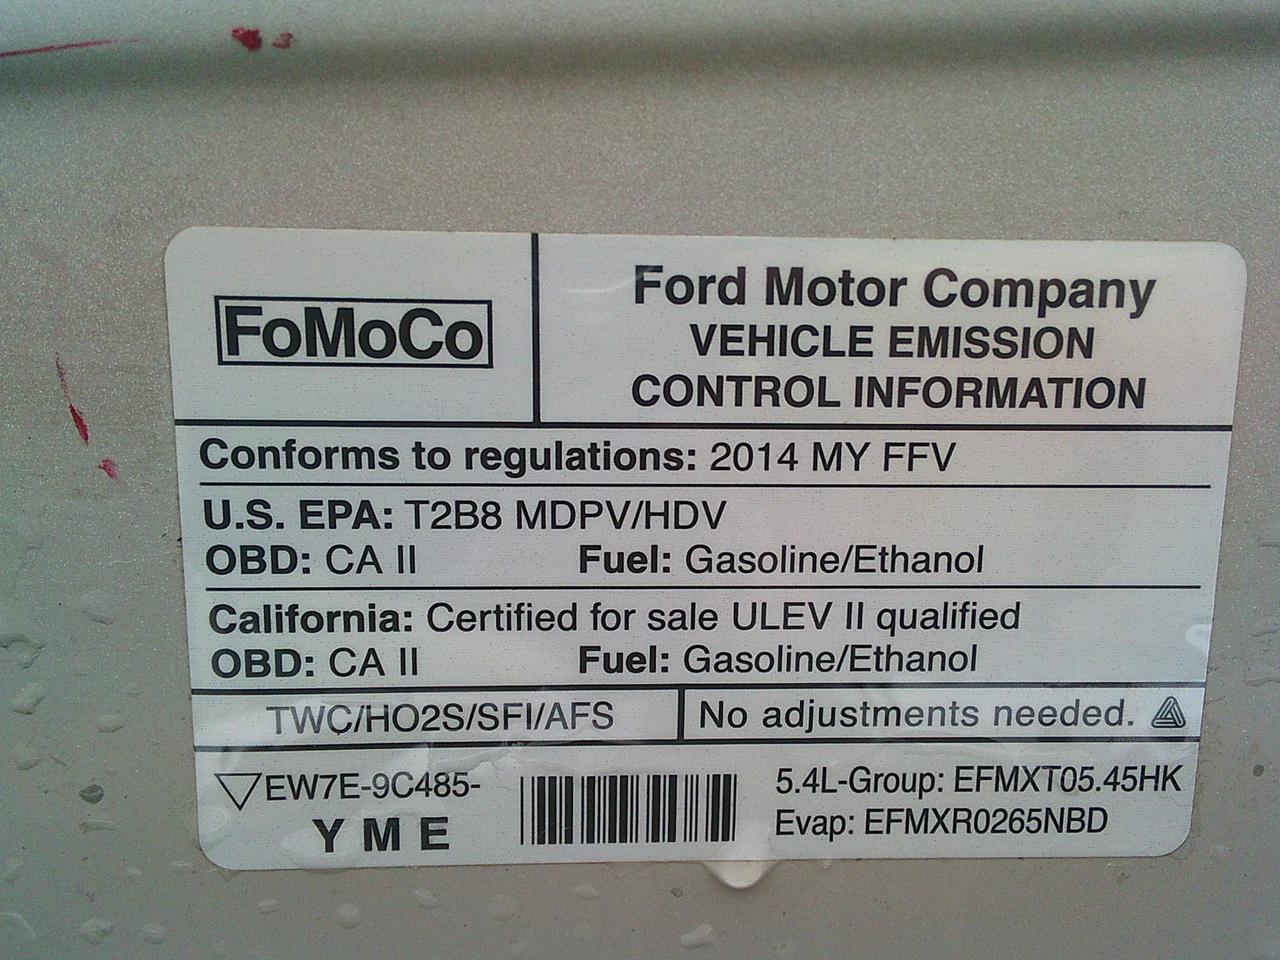 FoMoCo
Ford Motor Company
VEHICLE EMISSION
CONTROL INFORMATION
Conforms to regulations: 2014 MY FFV
U.S. EPA: T2B8 MDPV/HDV
OBD: CA II Fuel: Gasoline/Ethanol
California: Certified for sale ULEV II qualified
OBD: CA II Fuel: Gasoline/Ethanol
TWC/HO2S/SFI/AFS
No adjustments needed.
EW7E-9C485-
Y M E
5.4L-Group: EFMXT05.45HK
Evap: EFMXR0265NBD